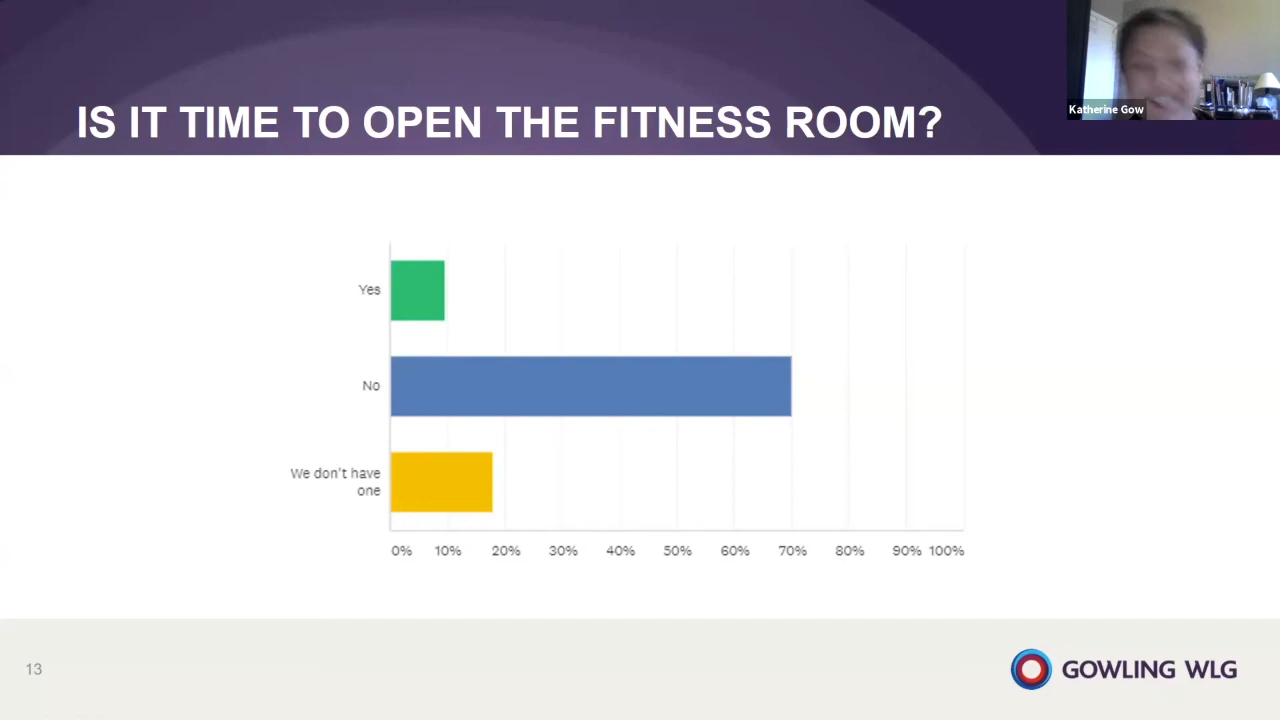 IS IT TIME TO OPEN THE FITNESS ROOM?
Katherine Gow
Yes
No
We don't have
one
0% 10% 20% 30% 40% 50% 60% 70% 80% 90% 100%
13
GOWLING WLG